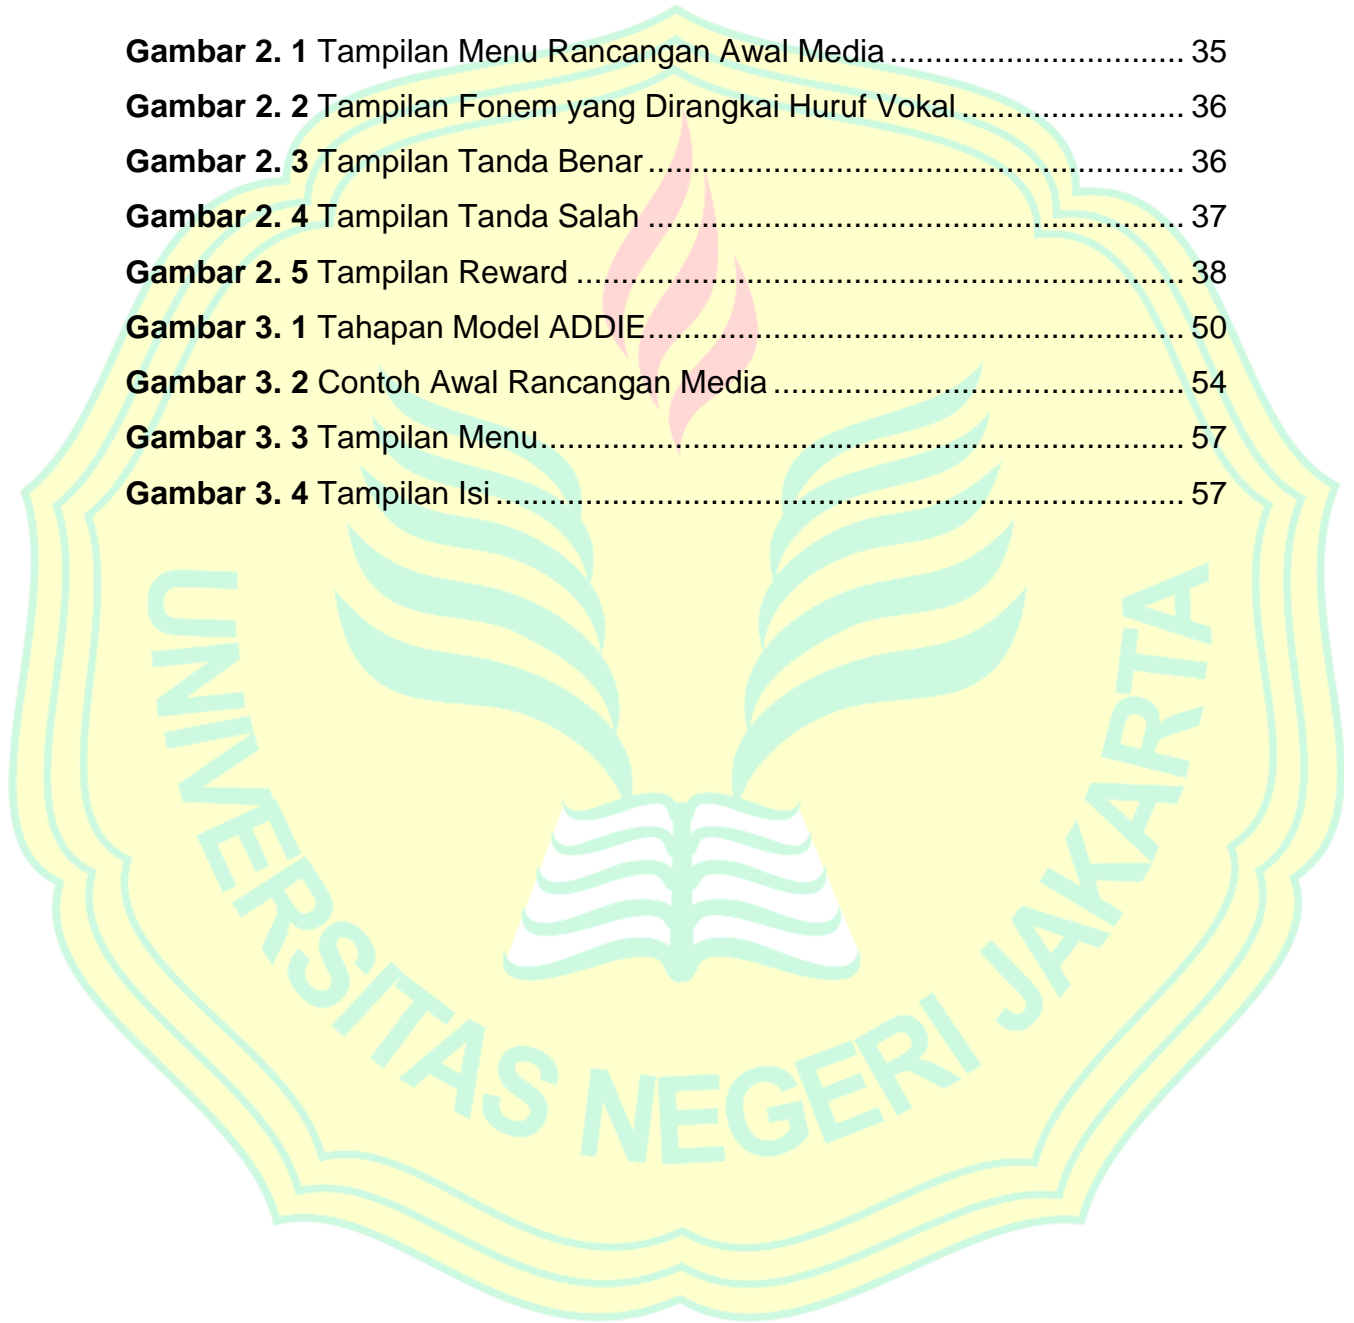 Gambar 2. 1 Tampilan Menu Rancangan Awal Media ................................ 35
Gambar 2. 2 Tampilan Fonem yang Dirangkai Huruf Vokal ........................ 36
Gambar 2. 3 Tampilan Tanda Benar .......................................................... 36
Gambar 2. 4 Tampilan Tanda Salah .......................................................... 37
Gambar 2. 5 Tampilan Reward .................................................................. 38
Gambar 3. 1 Tahapan Model ADDIE .......................................................... 50
Gambar 3. 2 Contoh Awal Rancangan Media ............................................. 54
Gambar 3. 3 Tampilan Menu ...................................................................... 57
Gambar 3. 4 Tampilan Isi ........................................................................... 57
UNIVERSITAS NEGERI JAKARTA